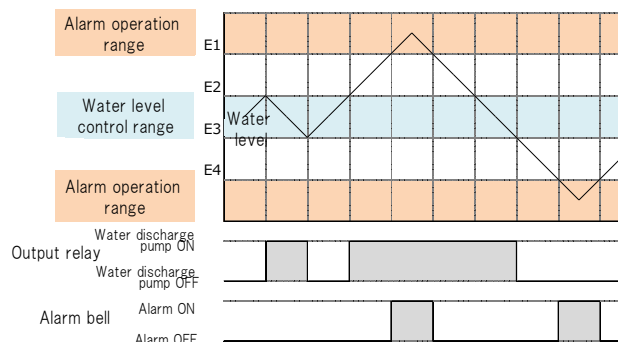 Alarm operation
range
E1
E2
Water level
control range
Water
level
E3
E4
Alarm operation
range
Output relay
Water discharge
pump ON
Water discharge
pump OFF
Alarm bell
Alarm ON
Alarm OFF